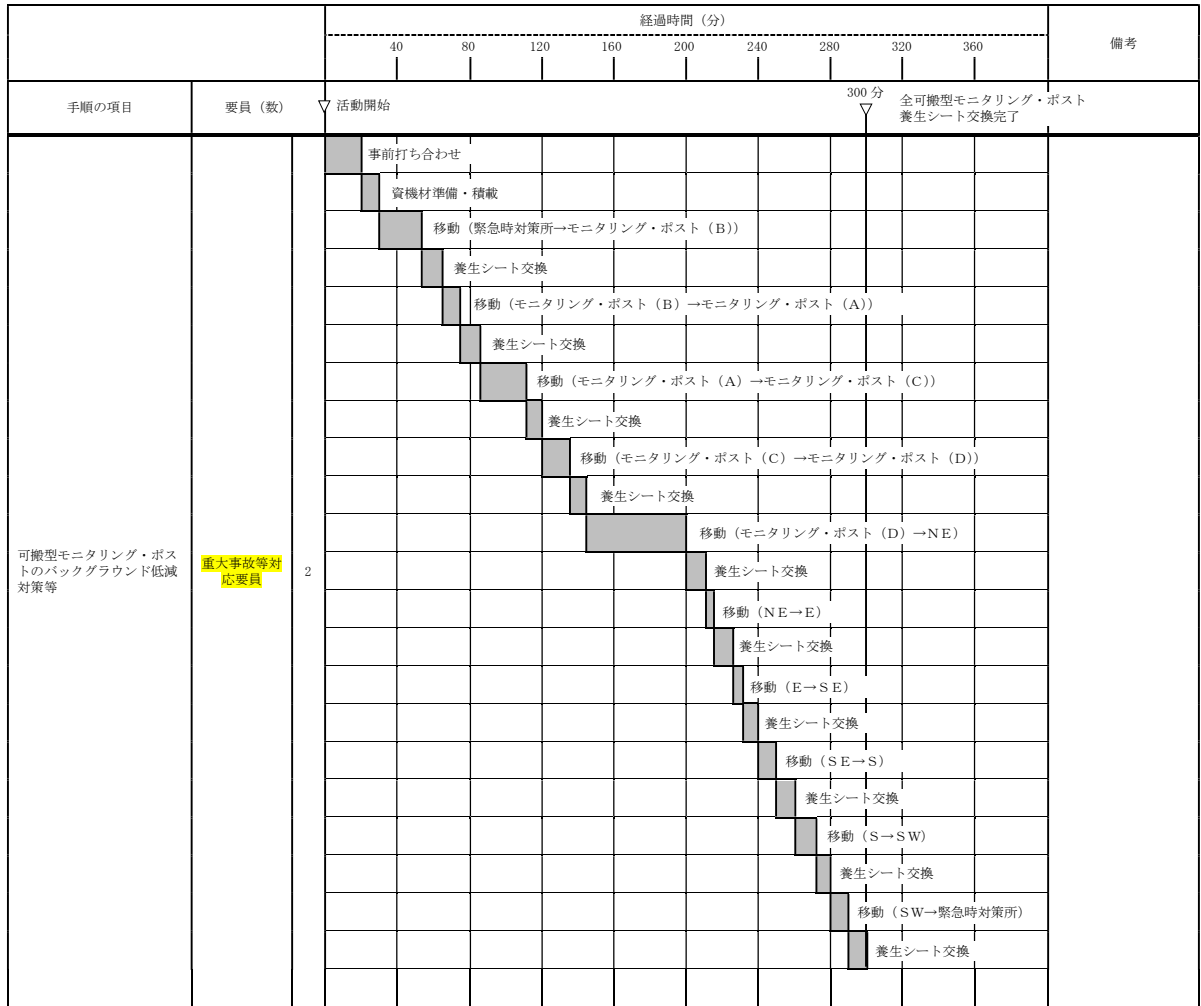 経過時間（分）
備考
40 80 120 160 200 240 280 320 360
手順の項目
要員（数）
活動開始
300 分
全可搬型モニタリング・ポスト
養生シート交換完了
事前打ち合わせ
資機材準備・積載
移動（緊急時対策所→モニタリング・ポスト（B））
養生シート交換
移動（モニタリング・ポスト（B）→モニタリング・ポスト（A））
養生シート交換
移動（モニタリング・ポスト（A）→モニタリング・ポスト（C））
養生シート交換
移動（モニタリング・ポスト（C）→モニタリング・ポスト（D））
養生シート交換
移動（モニタリング・ポスト（D）→NE）
可搬型モニタリング・ポス
トのバックグラウンド低減
対策等
重大事故等対
応要員
2
養生シート交換
移動（NE→E）
養生シート交換
移動（E→SE）
養生シート交換
移動（SE→S）
養生シート交換
移動（S→SW）
養生シート交換
移動（SW→緊急時対策所）
養生シート交換